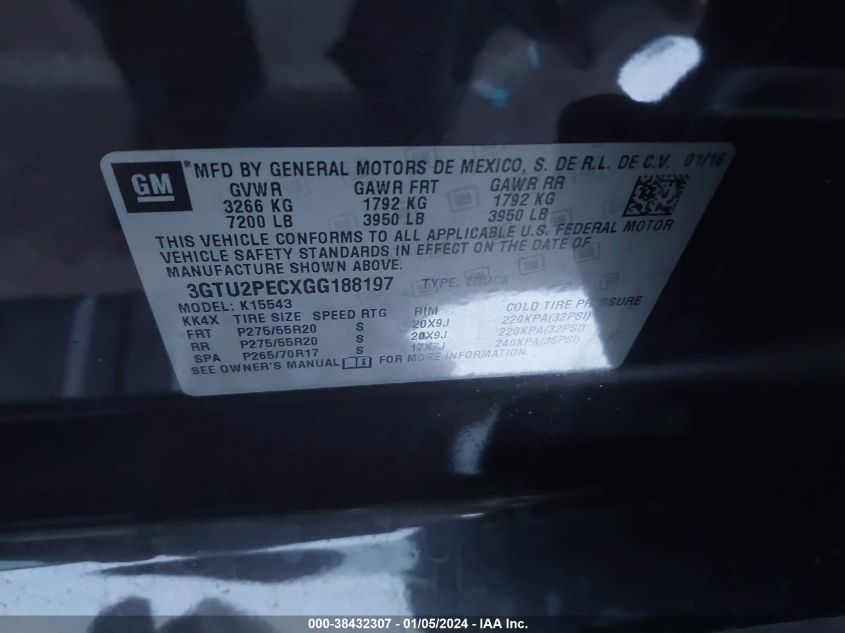 GM ® MFD BY GENERAL MOTORS DE MEXICO, S. DE R.L. DE C.V. 01/16
GVWR GAWR FRT GAWR RR
3266 KG 1792 KG 1792 KG
7200 LB 3950 LB 3950 LB
THIS VEHICLE CONFORMS TO ALL APPLICABLE U.S. FEDERAL MOTOR
VEHICLE SAFETY STANDARDS IN EFFECT ON THE DATE OF
MANUFACTURE SHOWN ABOVE.
3GTU2PECXGG188197 TYPE: TRUCK
MODEL: K15543
KK4X TIRE SIZE SPEED RTG RIM COLD TIRE PRESSURE
FRT P275/55R20 S 20X9J 220KPA(32PSI)
RR P275/55R20 S 20X9J 220KPA(32PSI)
SPA P265/70R17 S 17X7J 240KPA(35PSI)
SEE OWNER'S MANUAL FOR MORE INFORMATION.
000-38432307 - 01/05/2024 - IAA Inc.